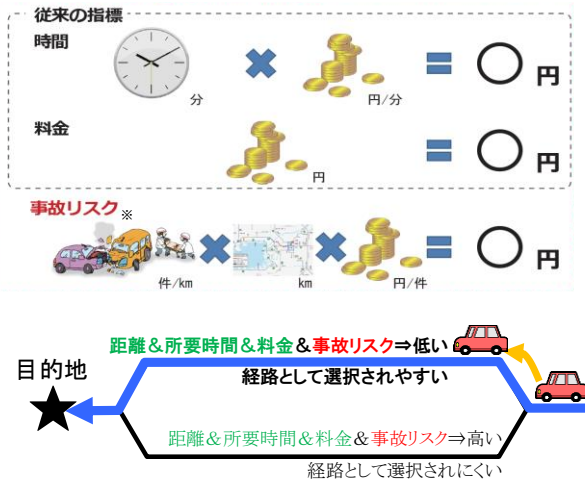 従来の指標
時間
分
円/分
円
料金
円
円
事故リスク※
件/km
km
円/件
円
距離&所要時間&料金&事故リスク⇒低い
経路として選択されやすい
目的地
距離&所要時間&料金&事故リスク⇒高い
経路として選択されにくい